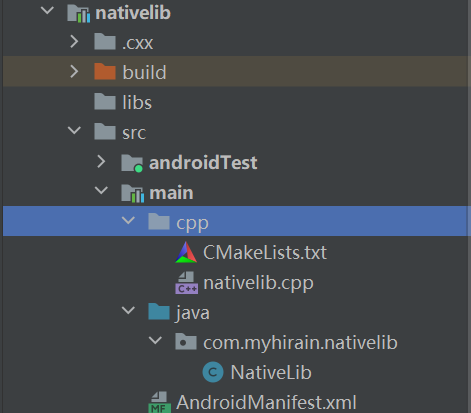 nativelib
.cxx
build
libs
src
androidTest
main
cpp
CMakeLists.txt
C++ nativelib.cpp
java
com.myhirain.nativelib
C NativeLib
MF AndroidManifest.xml